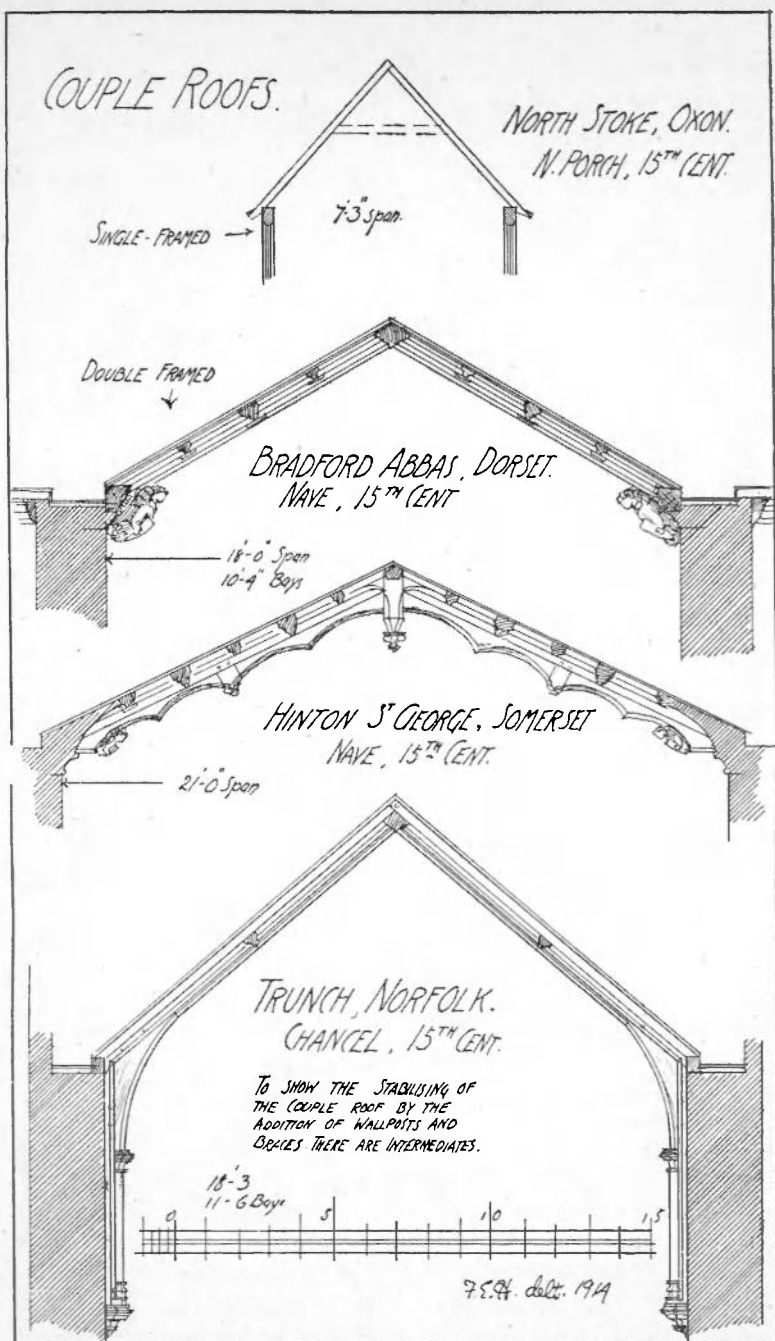 COUPLE ROOFS.
NORTH STOKE, OXON.
N. PORCH, 15TH CENT.
7'-3" span.
SINGLE-FRAMED →
DOUBLE FRAMED
↓
BRADFORD ABBAS, DORSET.
NAVE, 15TH CENT
18'-0" Span
10'-4" Bays
HINTON ST GEORGE, SOMERSET
NAVE, 15TH CENT.
21'-0" Span
TRUNCH, NORFOLK.
CHANCEL, 15TH CENT.
TO SHOW THE STABILISING OF
THE COUPLE ROOF BY THE
ADDITION OF WALLPOSTS AND
BRACES THERE ARE INTERMEDIATES.
18'-3
11-6 Bays
0 5 10 15
F.E.H. delt. 1914